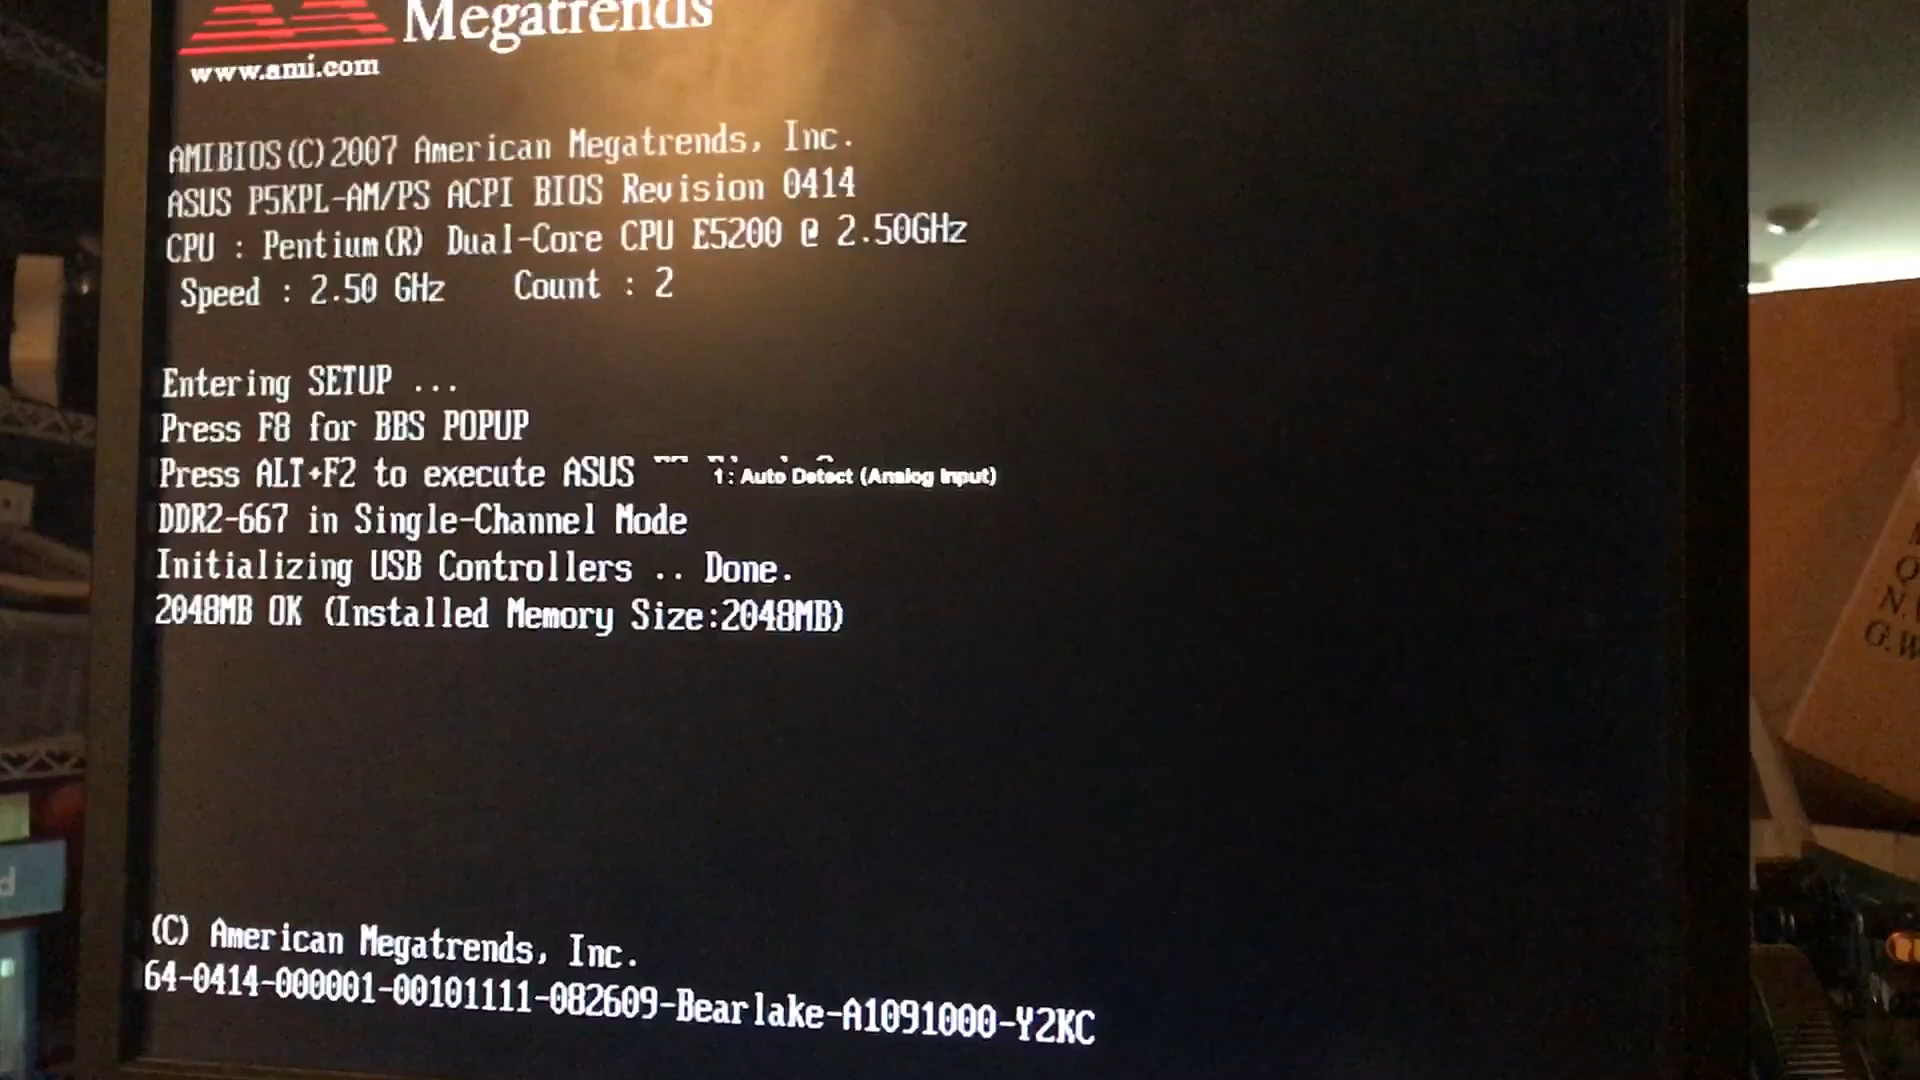 Megatrends
www.ami.com
AMIBIOS(C)2007 American Megatrends, Inc.
ASUS P5KPL-AM/PS ACPI BIOS Revision 0414
CPU : Pentium(R) Dual-Core CPU E5200 @ 2.50GHz
Speed : 2.50 GHz Count : 2
Entering SETUP ...
Press F8 for BBS POPUP
Press ALT+F2 to execute ASUS
1: Auto Detect (Analog Input)
DDR2-667 in Single-Channel Mode
Initializing USB Controllers .. Done.
2048MB OK (Installed Memory Size:2048MB)
(C) American Megatrends, Inc.
64-0414-000001-00101111-082609-Bearlake-A1091000-Y2KC